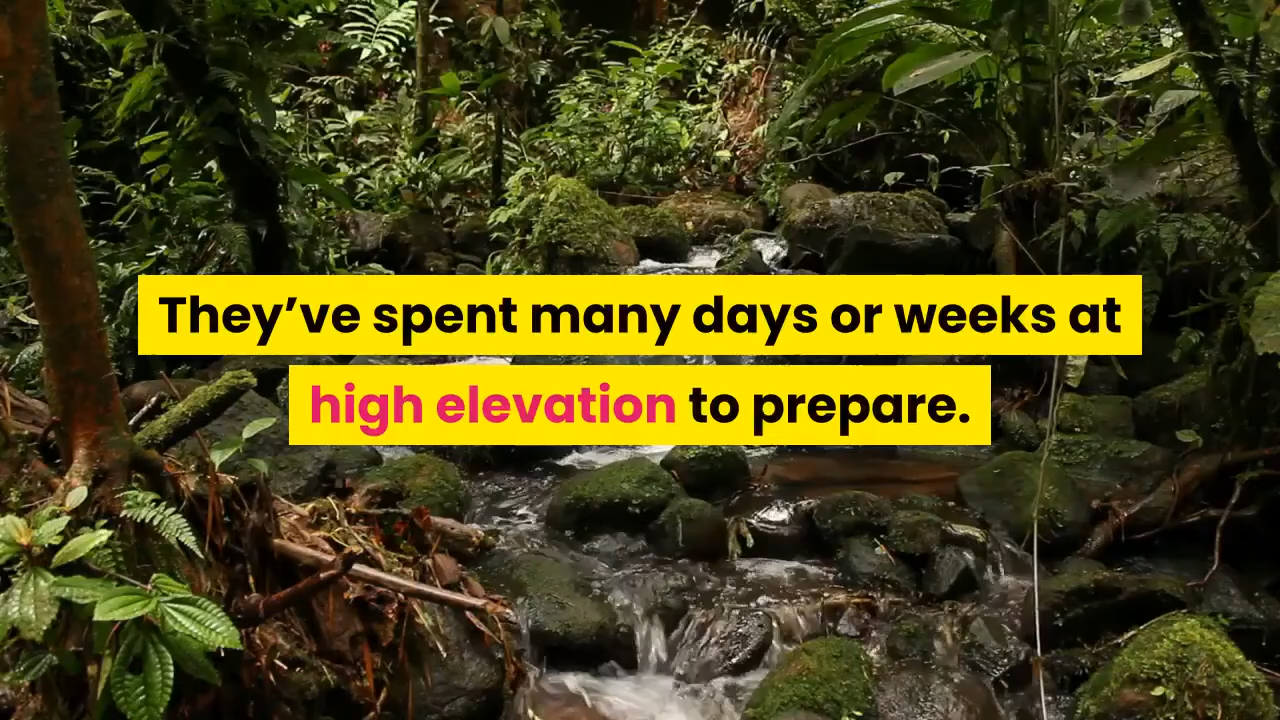 They’ve spent many days or weeks at
high elevation to prepare.